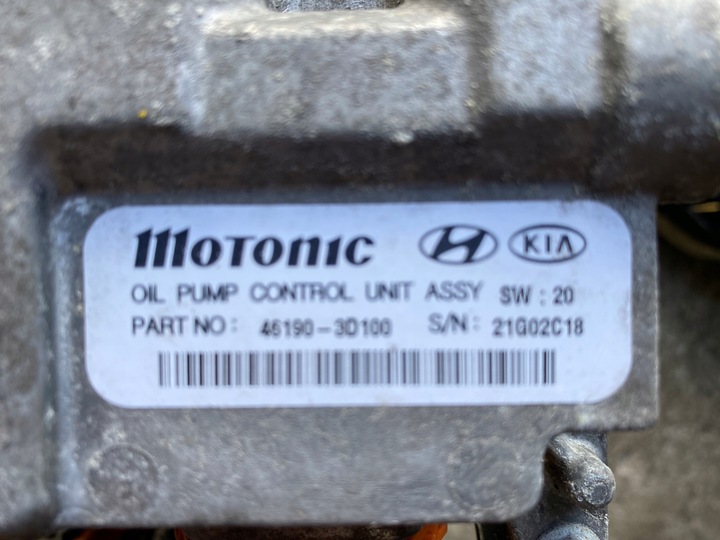 MOTONIC H KIA
OIL PUMP CONTROL UNIT ASSY SW : 20
PART NO : 46190-3D100 S/N : 21G02C18